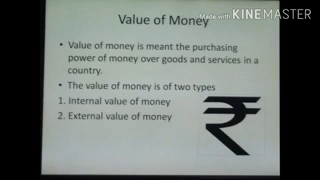 Made with KINEMASTER
Value of Money
• Value of money is meant the purchasing
power of money over goods and services in a
country.
• The value of money is of two types
1. Internal value of money
2. External value of money
₹